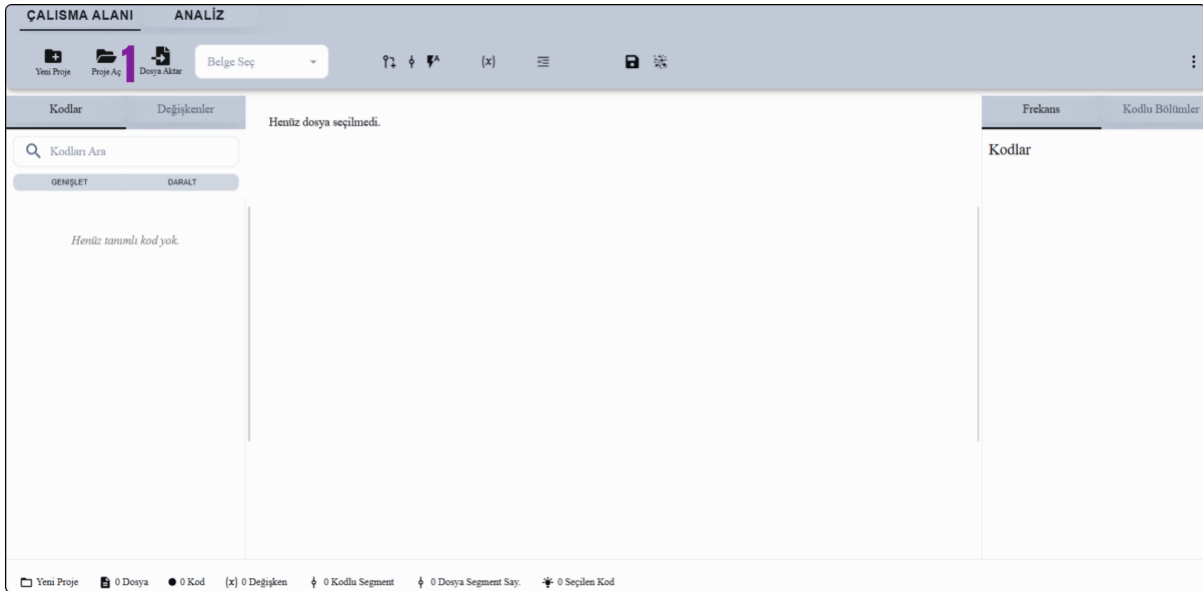 ÇALISMA ALANI ANALİZ
1
Yeni Proje Proje Aç Dosya Aktar Belge Seç (x)
Kodlar Değişkenler
Henüz dosya seçilmedi.
Frekans Kodlu Bölümler
Kodları Ara
Kodlar
GENIŞLET DARALT
Henüz tanımlı kod yok.
Yeni Proje 0 Dosya 0 Kod (x) 0 Değişken 0 Kodlu Segment 0 Dosya Segment Say. 0 Seçilen Kod